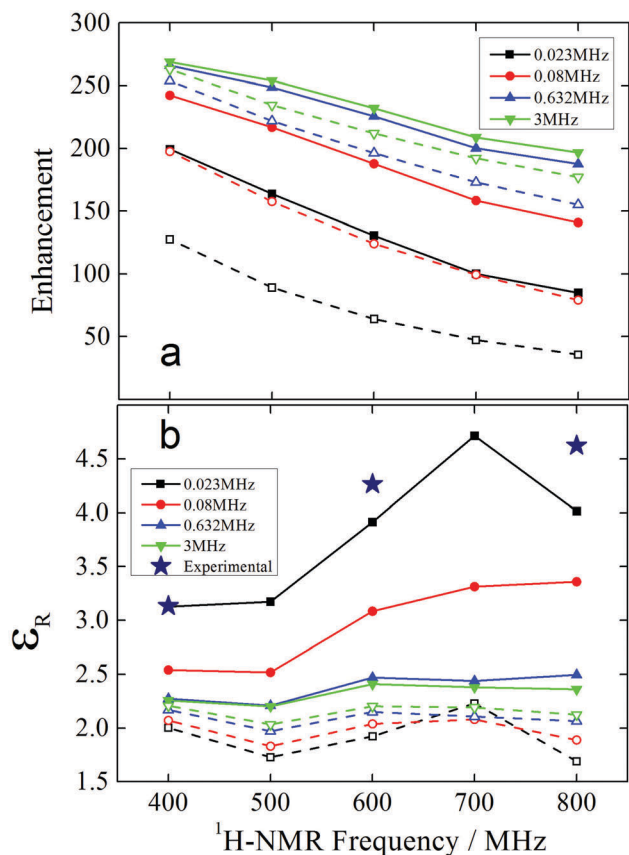 300
250
200
150
100
50
Enhancement
0.023MHz
0.08MHz
0.632MHz
3MHz
a
b
4.5
4.0
3.5
3.0
2.5
2.0
1.5
εR
0.023MHz
0.08MHz
0.632MHz
3MHz
Experimental
400 500 600 700 800
¹H-NMR Frequency / MHz